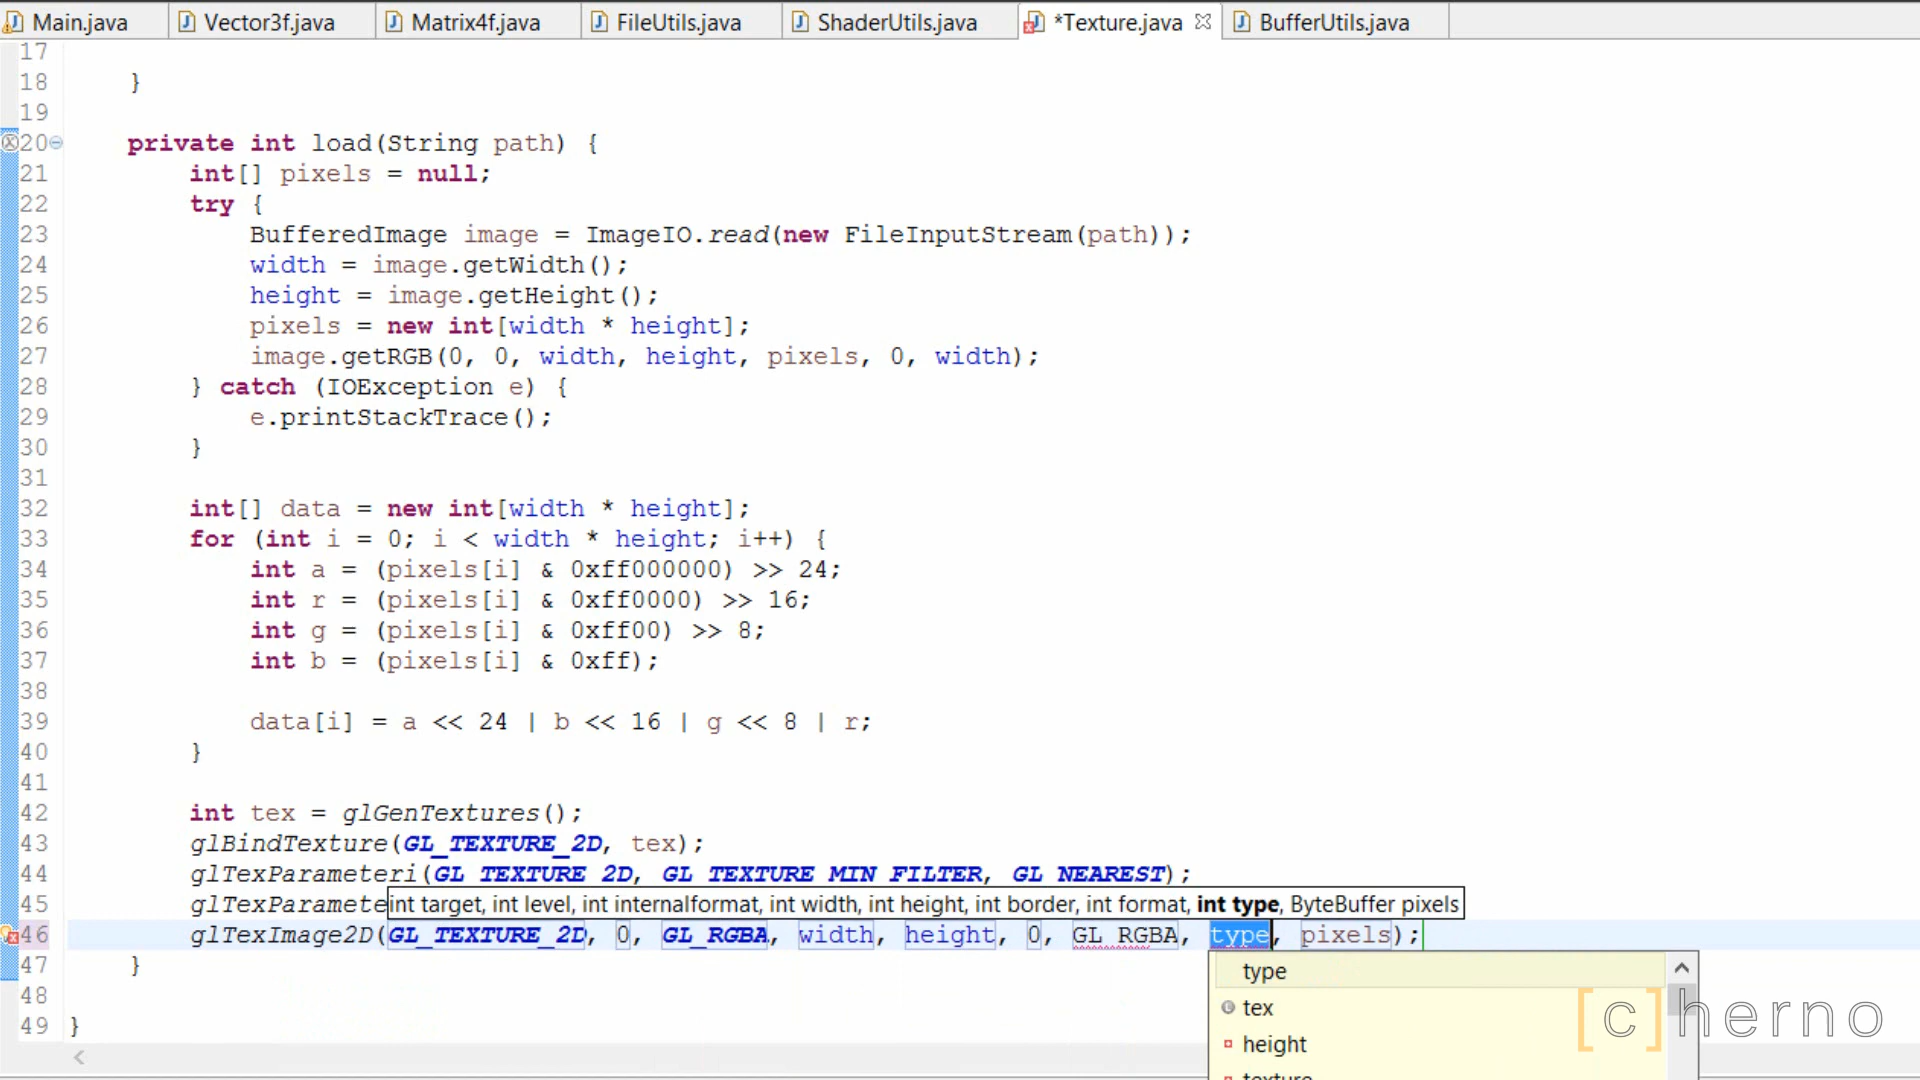 Main.java Vector3f.java Matrix4f.java FileUtils.java ShaderUtils.java *Texture.java BufferUtils.java
17
18 }
19
20 private int load(String path) {
21 int[] pixels = null;
22 try {
23 BufferedImage image = ImageIO.read(new FileInputStream(path));
24 width = image.getWidth();
25 height = image.getHeight();
26 pixels = new int[width * height];
27 image.getRGB(0, 0, width, height, pixels, 0, width);
28 } catch (IOException e) {
29 e.printStackTrace();
30 }
31
32 int[] data = new int[width * height];
33 for (int i = 0; i < width * height; i++) {
34 int a = (pixels[i] & 0xff000000) >> 24;
35 int r = (pixels[i] & 0xff0000) >> 16;
36 int g = (pixels[i] & 0xff00) >> 8;
37 int b = (pixels[i] & 0xff);
38
39 data[i] = a << 24 | b << 16 | g << 8 | r;
40 }
41
42 int tex = glGenTextures();
43 glBindTexture(GL_TEXTURE_2D, tex);
44 glTexParameteri(GL_TEXTURE_2D, GL_TEXTURE_MIN_FILTER, GL_NEAREST);
45 glTexParamete
int target, int level, int internalformat, int width, int height, int border, int format, int type, ByteBuffer pixels
46 glTexImage2D(GL_TEXTURE_2D, 0, GL_RGBA, width, height, 0, GL_RGBA, type, pixels);
47 }
48
49 }
type
tex
height
texture
[c]herno